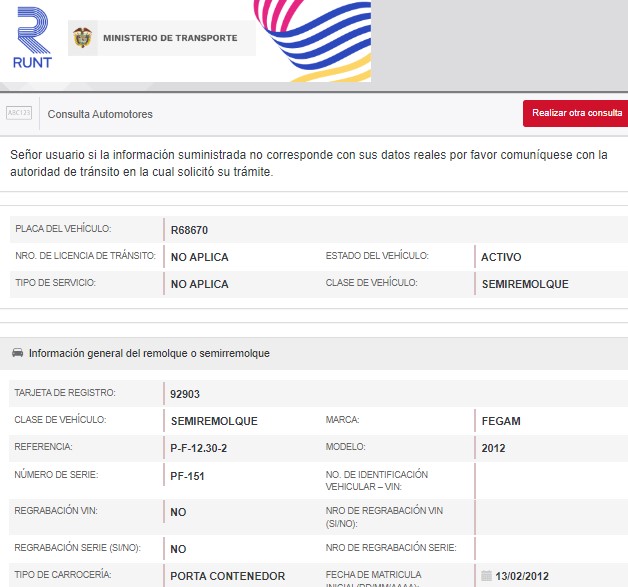 RUNT
MINISTERIO DE TRANSPORTE
ABC123
Consulta Automotores
Realizar otra consulta
Señor usuario si la información suministrada no corresponde con sus datos reales por favor comuníquese con la
autoridad de tránsito en la cual solicitó su trámite.
PLACA DEL VEHÍCULO: R68670
NRO. DE LICENCIA DE TRÁNSITO: NO APLICA ESTADO DEL VEHÍCULO: ACTIVO
TIPO DE SERVICIO: NO APLICA CLASE DE VEHÍCULO: SEMIREMOLQUE
Información general del remolque o semirremolque
TARJETA DE REGISTRO: 92903
CLASE DE VEHÍCULO: SEMIREMOLQUE MARCA: FEGAM
REFERENCIA: P-F-12.30-2 MODELO: 2012
NÚMERO DE SERIE: PF-151 NO. DE IDENTIFICACIÓN
VEHICULAR – VIN:
REGRABACIÓN VIN: NO NRO DE REGRABACIÓN VIN
(SI/NO):
REGRABACIÓN SERIE (SI/NO): NO NRO DE REGRABACIÓN SERIE:
TIPO DE CARROCERÍA: PORTA CONTENEDOR FECHA DE MATRICULA 13/02/2012
INICIAL(DD/MM/AAAA):